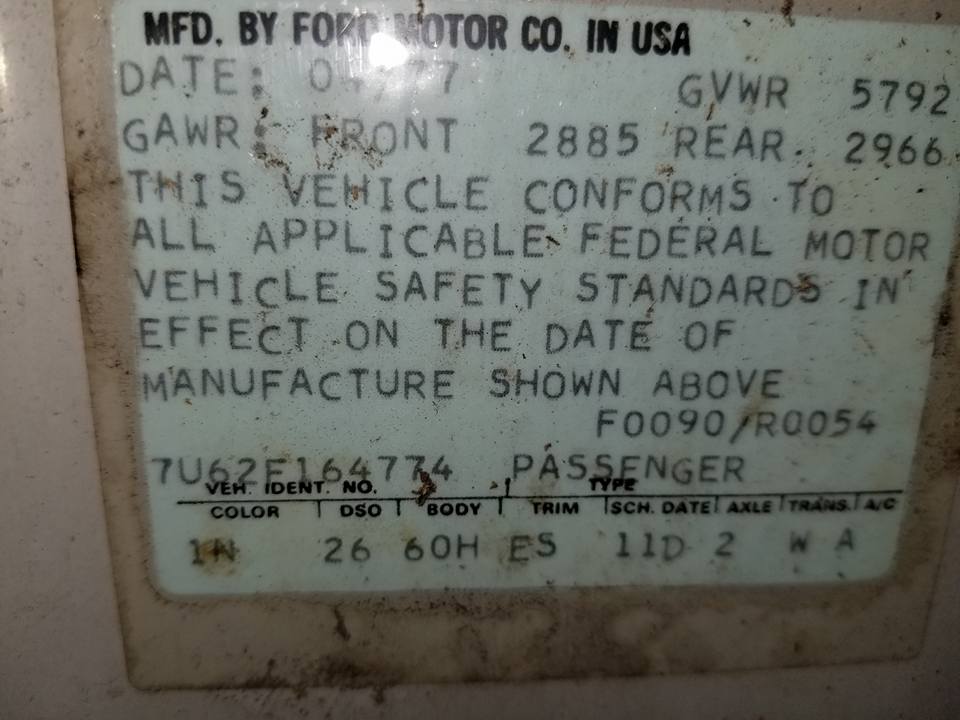 MFD. BY FORD MOTOR CO. IN USA
DATE: 04/77 GVWR 5792
GAWR: FRONT 2885 REAR 2966
THIS VEHICLE CONFORMS TO
ALL APPLICABLE FEDERAL MOTOR
VEHICLE SAFETY STANDARDS IN
EFFECT ON THE DATE OF
MANUFACTURE SHOWN ABOVE
F0090/R0054
7U62F164774 PASSENGER
VEH. IDENT. NO. TYPE
COLOR DSO BODY TRIM SCH. DATE AXLE TRANS. A/C
1N 26 60H ES 11D 2 W A